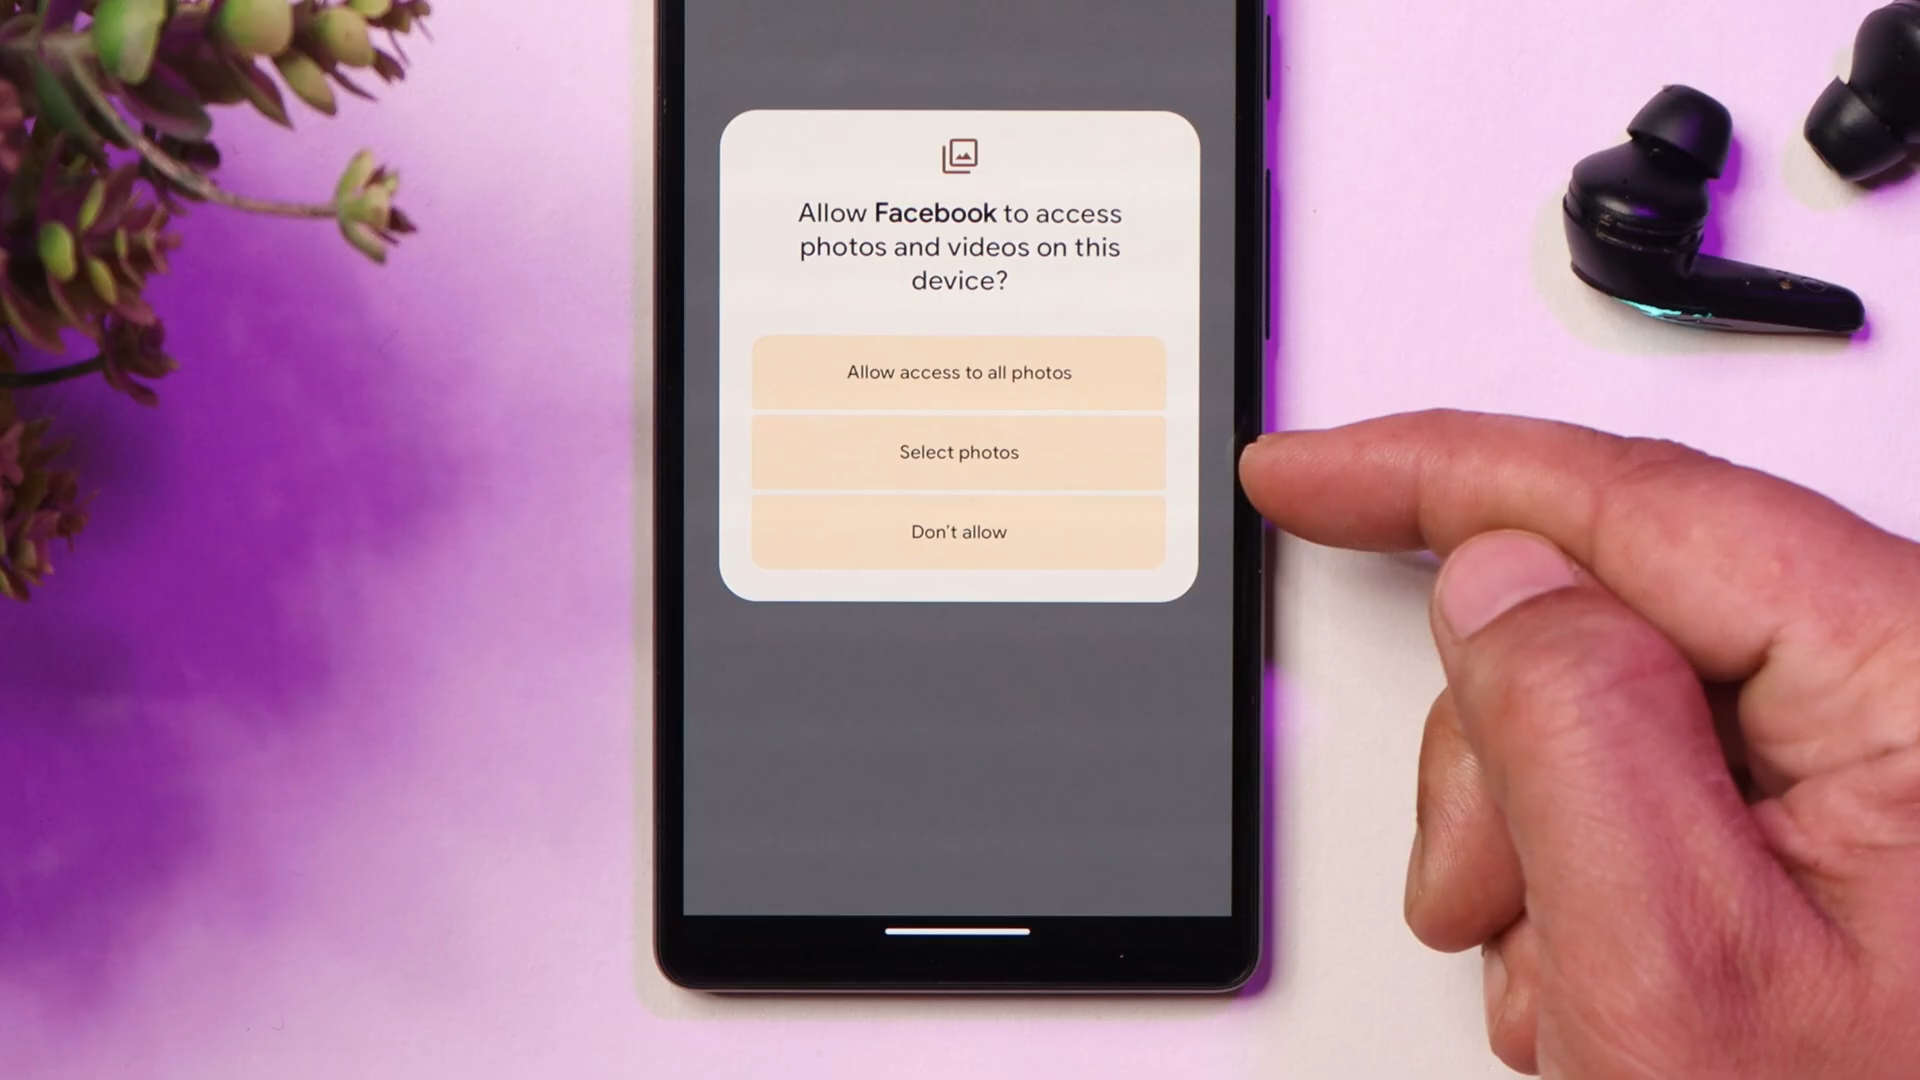 Allow Facebook to access
photos and videos on this
device?
Allow access to all photos
Select photos
Don't allow